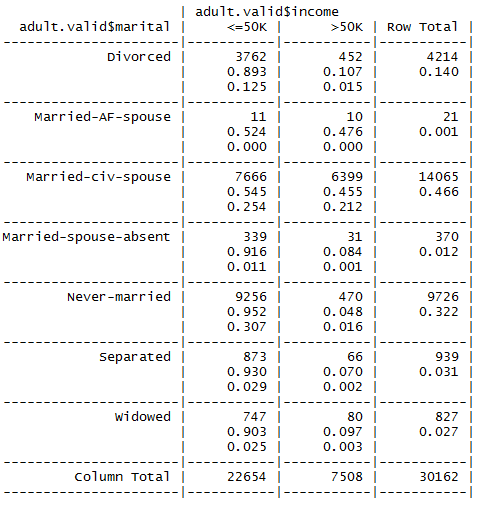 | adult.valid$income
adult.valid$marital | <=50K | >50K | Row Total |
--------------------|-----------|-----------|-----------|
Divorced | 3762 | 452 | 4214 |
| 0.893 | 0.107 | 0.140 |
| 0.125 | 0.015 | |
--------------------|-----------|-----------|-----------|
Married-AF-spouse | 11 | 10 | 21 |
| 0.524 | 0.476 | 0.001 |
| 0.000 | 0.000 | |
--------------------|-----------|-----------|-----------|
Married-civ-spouse | 7666 | 6399 | 14065 |
| 0.545 | 0.455 | 0.466 |
| 0.254 | 0.212 | |
--------------------|-----------|-----------|-----------|
Married-spouse-absent | 339 | 31 | 370 |
| 0.916 | 0.084 | 0.012 |
| 0.011 | 0.001 | |
--------------------|-----------|-----------|-----------|
Never-married | 9256 | 470 | 9726 |
| 0.952 | 0.048 | 0.322 |
| 0.307 | 0.016 | |
--------------------|-----------|-----------|-----------|
Separated | 873 | 66 | 939 |
| 0.930 | 0.070 | 0.031 |
| 0.029 | 0.002 | |
--------------------|-----------|-----------|-----------|
Widowed | 747 | 80 | 827 |
| 0.903 | 0.097 | 0.027 |
| 0.025 | 0.003 | |
--------------------|-----------|-----------|-----------|
Column Total | 22654 | 7508 | 30162 |
--------------------|-----------|-----------|-----------|